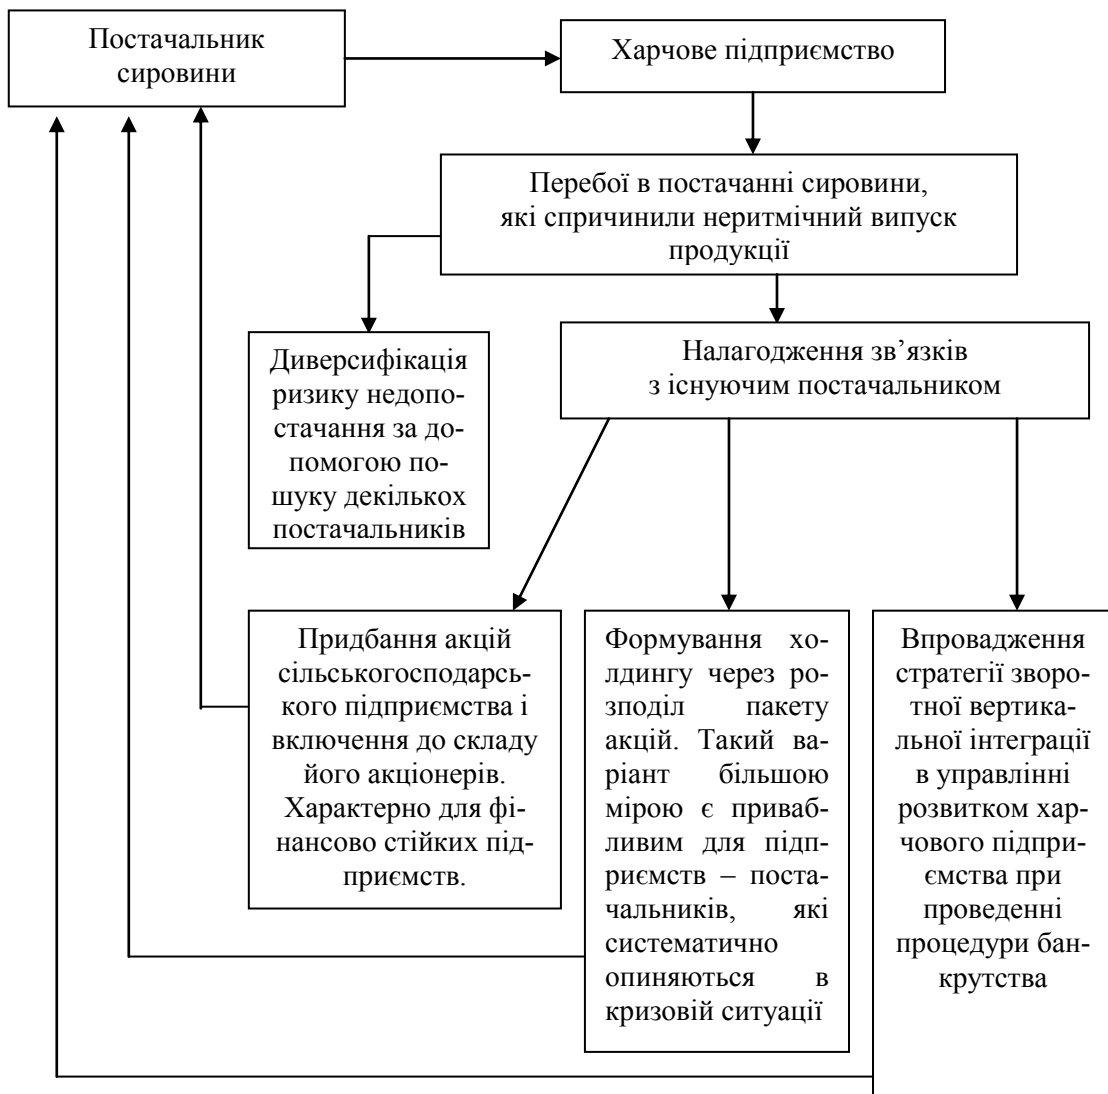 Постачальник
сировини
Харчове підприємство
Перебої в постачанні сировини,
які спричинили неритмічний випуск
продукції
Диверсифікація
ризику недопо-
стачання за до-
помогою по-
шуку декількох
постачальників
Налагодження зв’язків
з існуючим постачальником
Придбання акцій
сільськогосподарсь-
кого підприємства і
включення до складу
його акціонерів.
Характерно для фі-
нансово стійких під-
приємств.
Формування хо-
лдингу через ро-
зподіл пакету
акцій. Такий ва-
ріант більшою
мірою є приваб-
ливим для підп-
риємств – поста-
чальників, які
систематично
опиняються в
кризовій ситуації
Впровадження
стратегії зворо-
тної вертика-
льної інтеграції
в управлінні
розвитком хар-
чового підпри-
ємства при
проведенні
процедури бан-
крутства